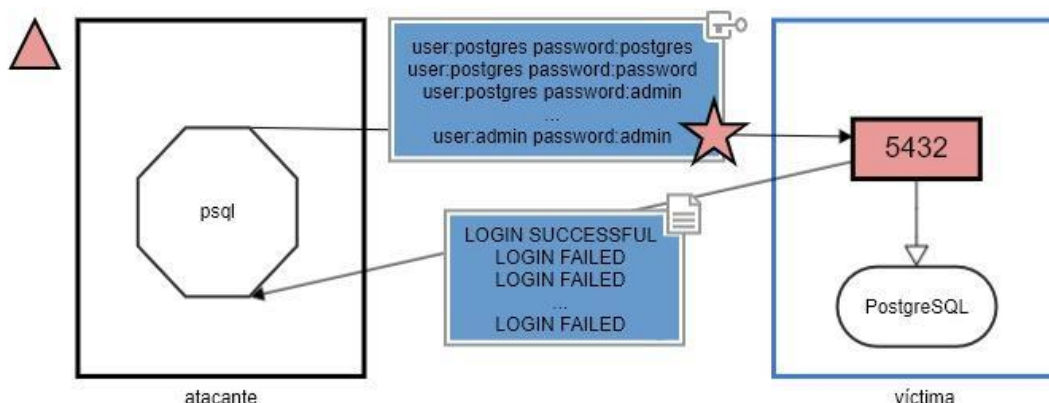 user:postgres password:postgres
user:postgres password:password
user:postgres password:admin
...
user:admin password:admin
5432
psql
LOGIN SUCCESSFUL
LOGIN FAILED
LOGIN FAILED
...
LOGIN FAILED
PostgreSQL
atacante
víctima